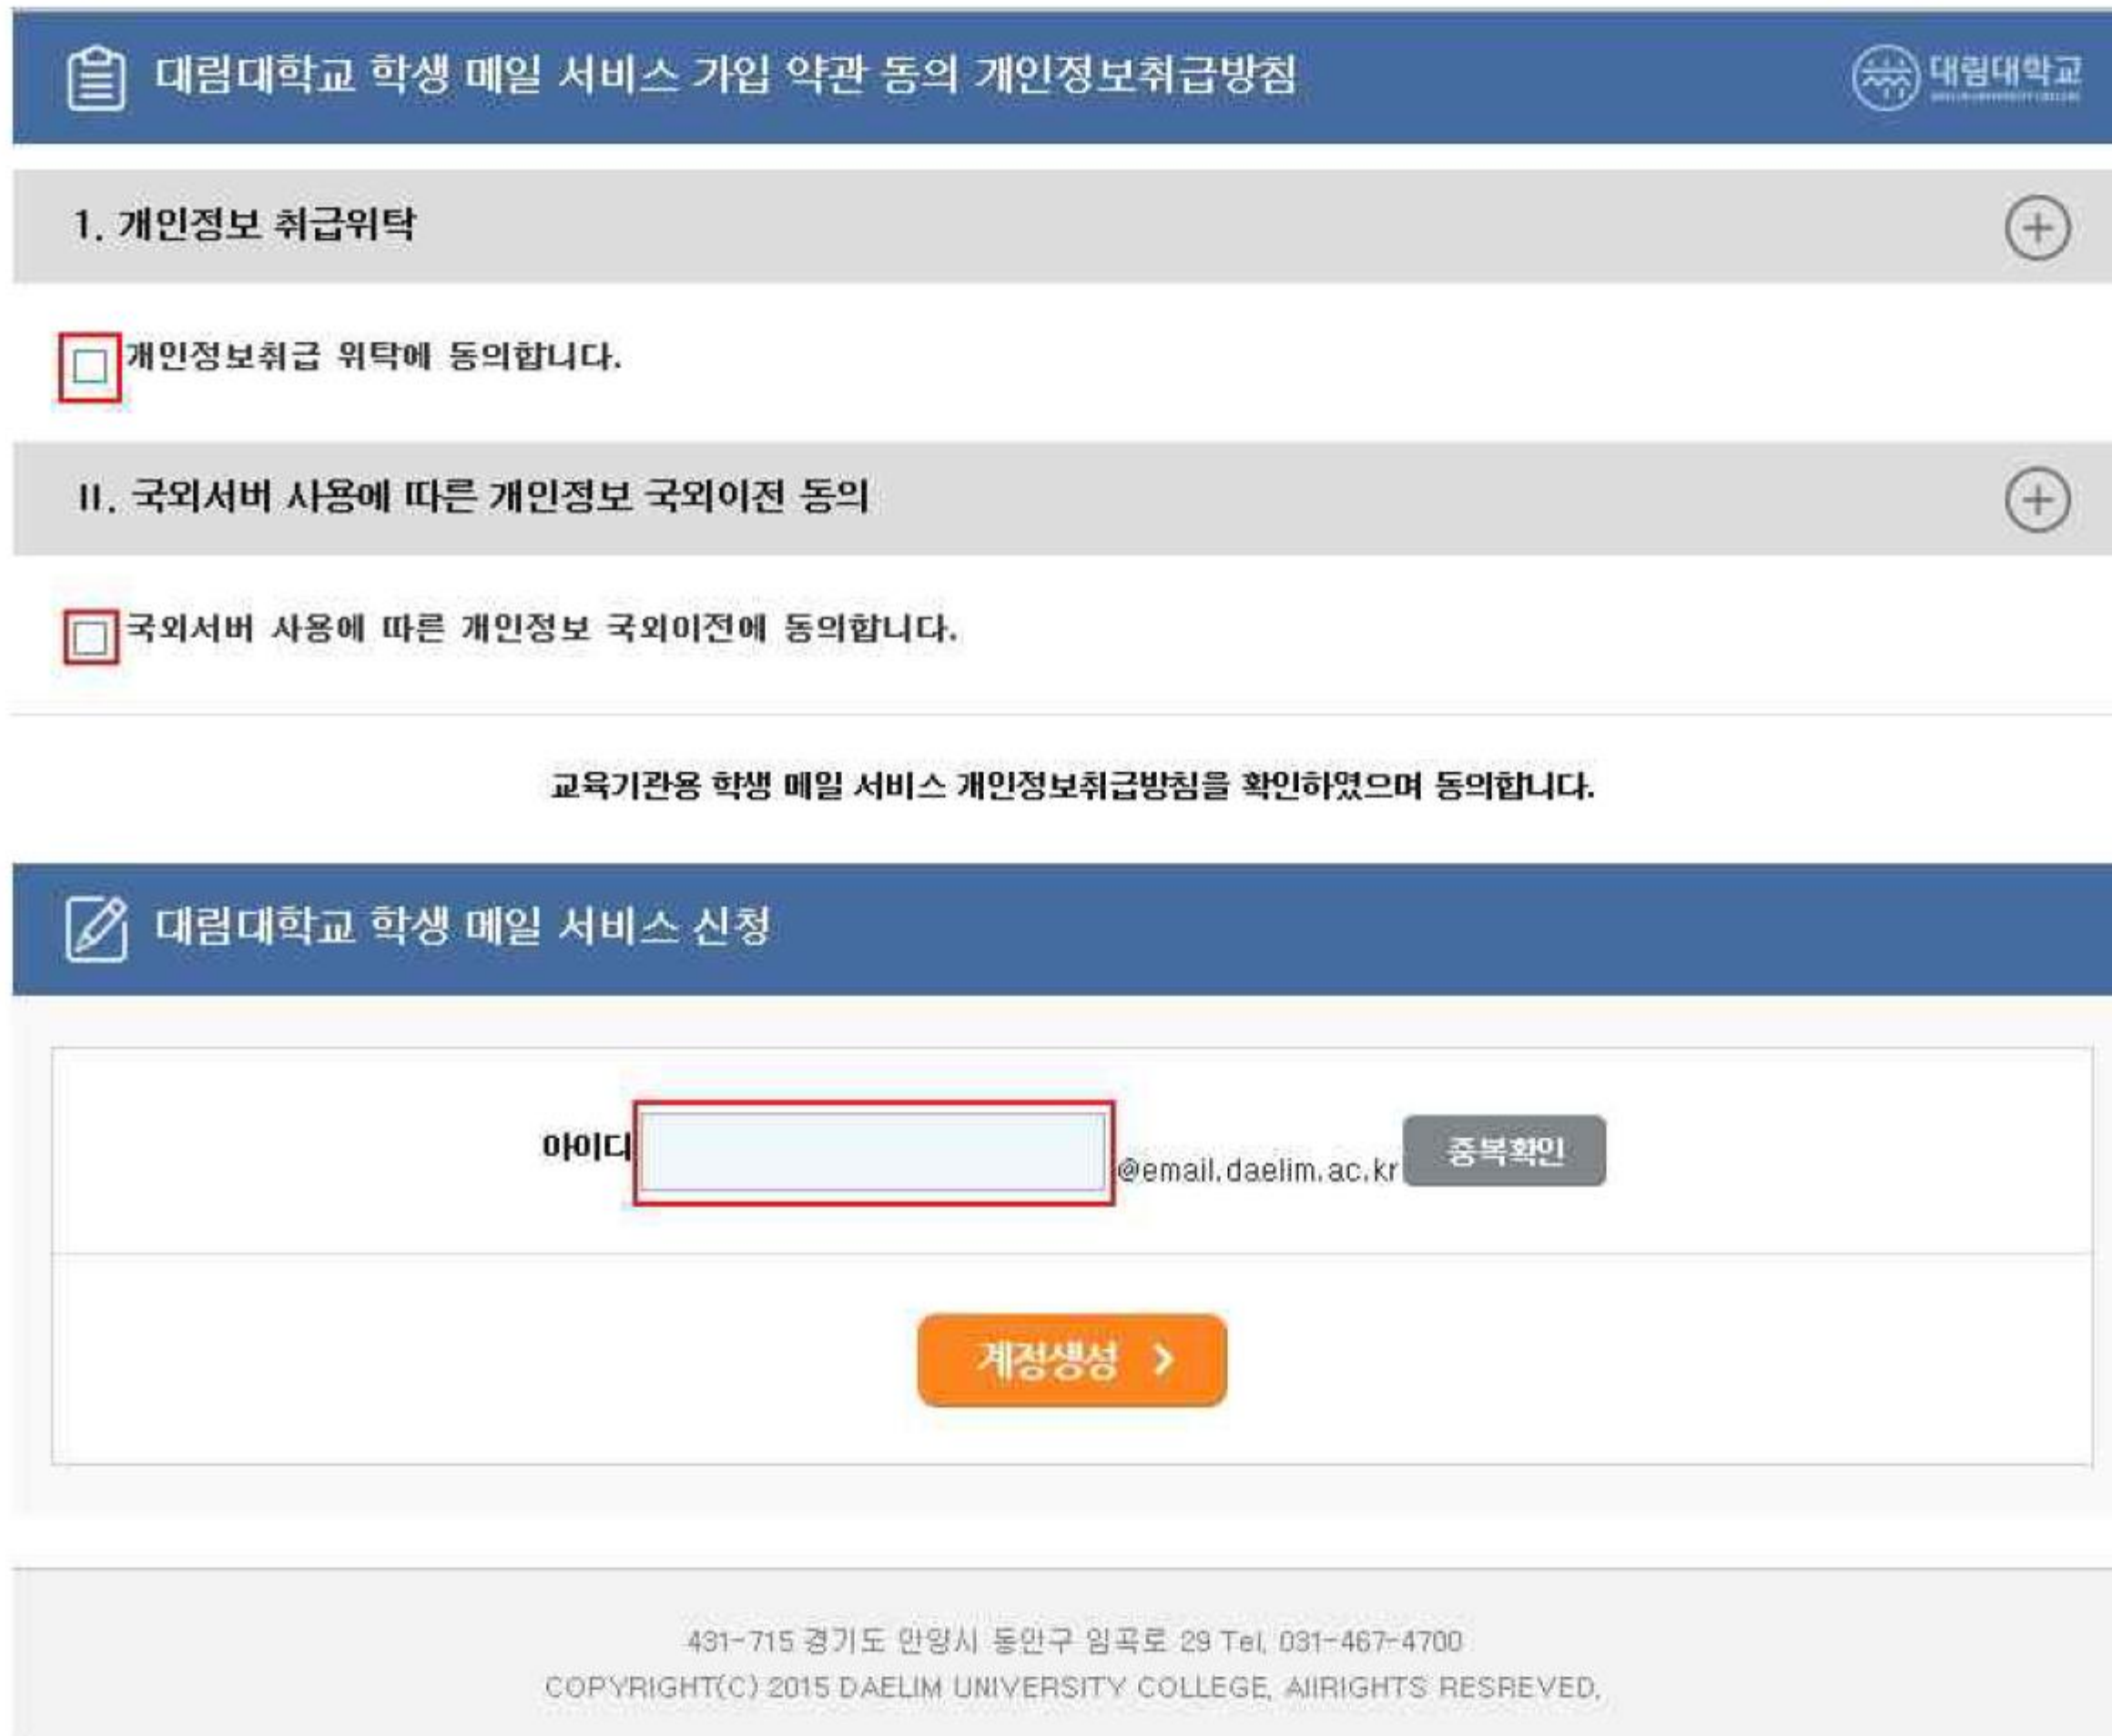 대림대학교 학생 메일 서비스 가입 약관 동의 개인정보취급방침
대림대학교
1. 개인정보 취급위탁
개인정보취급 위탁에 동의합니다.
II. 국외서버 사용에 따른 개인정보 국외이전 동의
국외서버 사용에 따른 개인정보 국외이전에 동의합니다.
교육기관용 학생 메일 서비스 개인정보취급방침을 확인하였으며 동의합니다.
대림대학교 학생 메일 서비스 신청
아이디 @email.daelim.ac.kr 중복확인
계정생성
431-715 경기도 안양시 동안구 임곡로 29 Tel. 031-467-4700
COPYRIGHT(C) 2015 DAELIM UNIVERSITY COLLEGE, AllRIGHTS RESREVED.